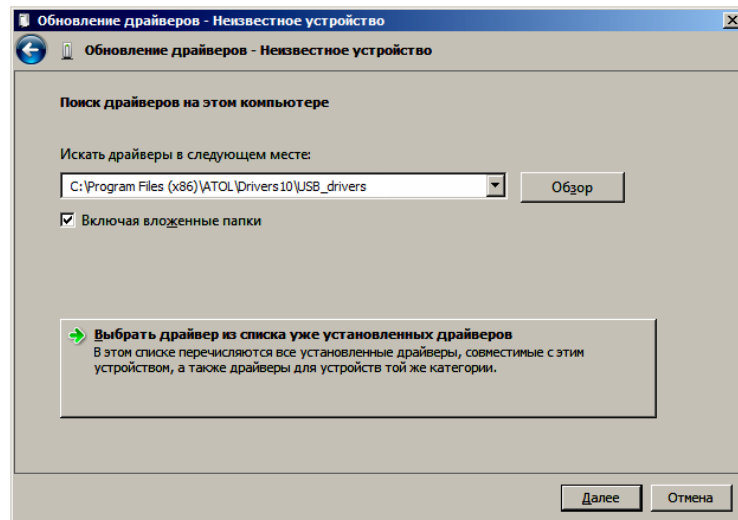 Обновление драйверов - Неизвестное устройство
Обновление драйверов - Неизвестное устройство
Поиск драйверов на этом компьютере
Искать драйверы в следующем месте:
C:\Program Files (x86)\ATOL\Drivers10\USB_drivers
Обзор
Включая вложенные папки
Выбрать драйвер из списка уже установленных драйверов
В этом списке перечисляются все установленные драйверы, совместимые с этим
устройством, а также драйверы для устройств той же категории.
Далее
Отмена